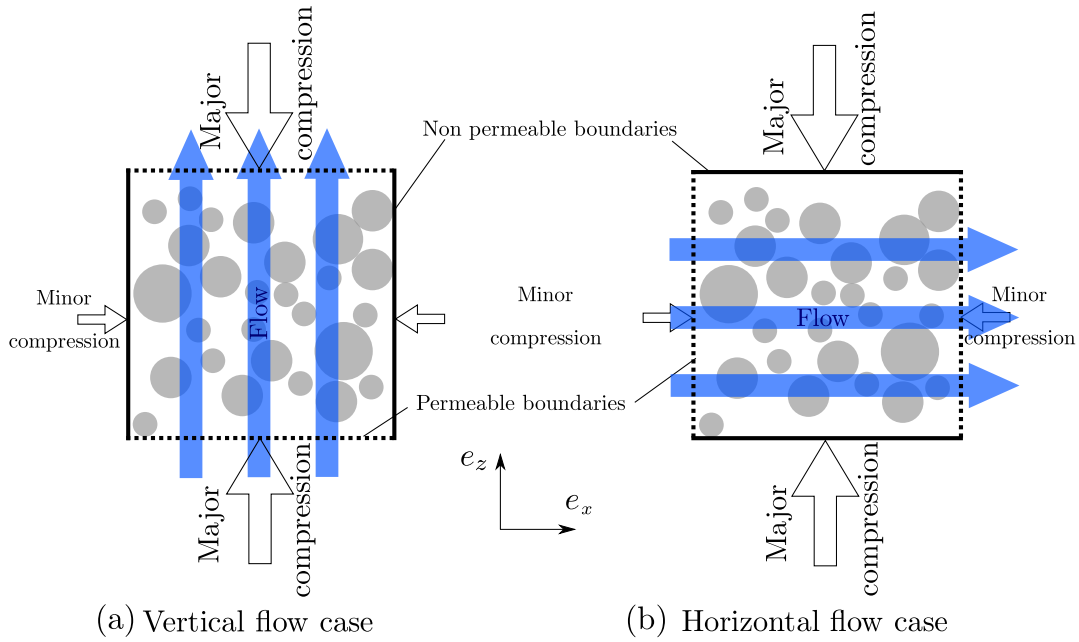 Major
compression
Major
compression
Non permeable boundaries
Minor
compression
Flow
Minor
compression
Flow
Minor
compression
Permeable boundaries
e_z
e_x
Major
compression
Major
compression
(a) Vertical flow case
(b) Horizontal flow case